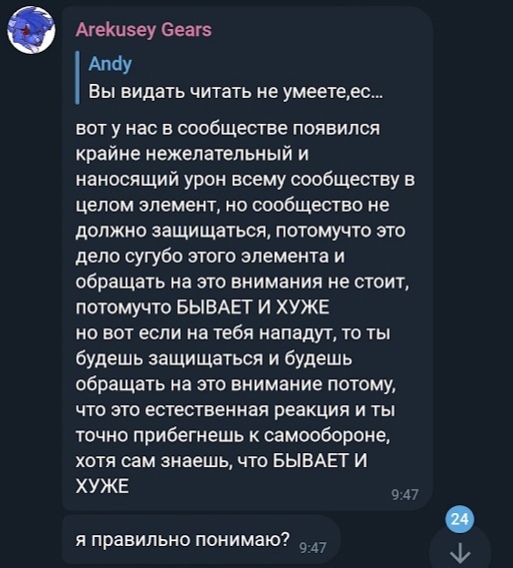 Arekusey Gears
Andy
Вы видать читать не умеете,ес...
вот у нас в сообществе появился
крайне нежелательный и
наносящий урон всему сообществу в
целом элемент, но сообщество не
должно защищаться, потомучто это
дело сугубо этого элемента и
обращать на это внимания не стоит,
потомучто БЫВАЕТ И ХУЖЕ
но вот если на тебя нападут, то ты
будешь защищаться и будешь
обращать на это внимание потому,
что это естественная реакция и ты
точно прибегнешь к самообороне,
хотя сам знаешь, что БЫВАЕТ И
ХУЖЕ
9:47
24
я правильно понимаю? 9:47